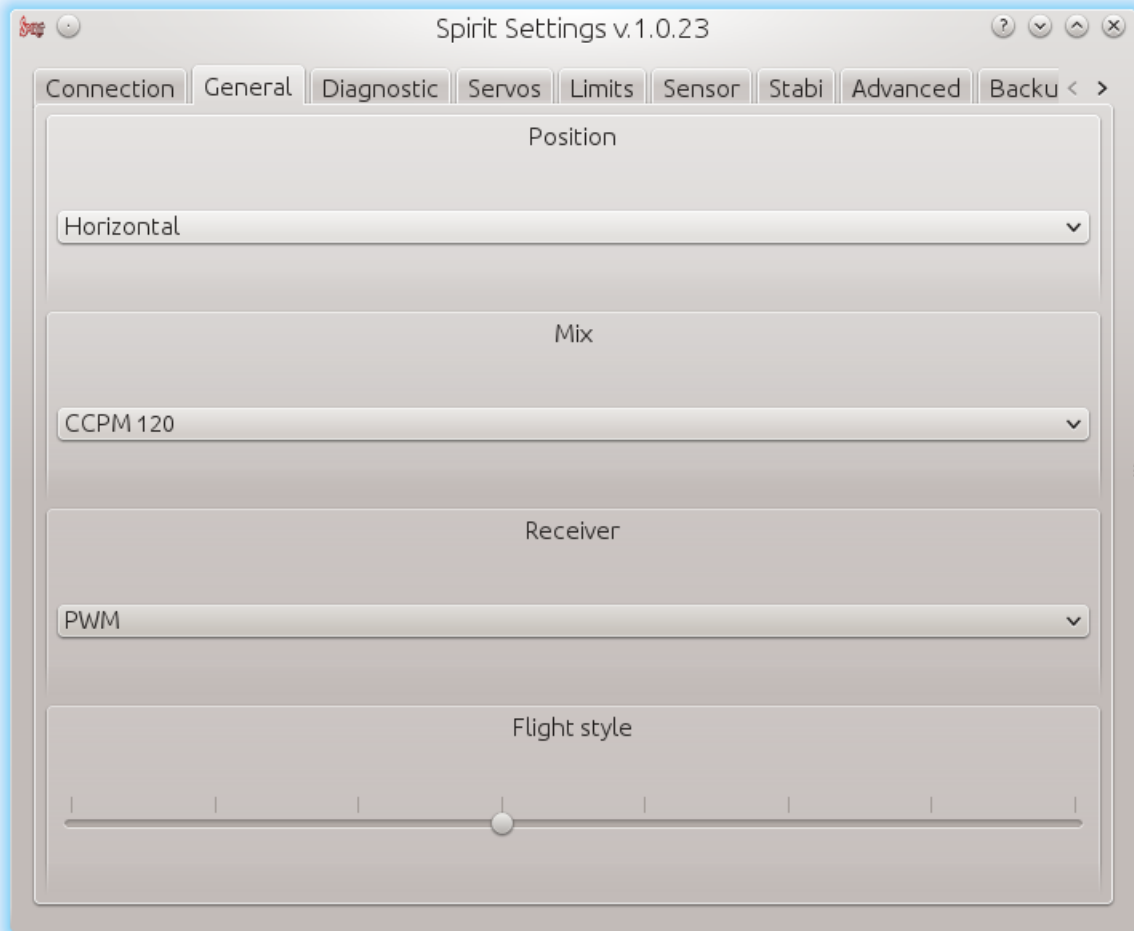 Spirit Settings v.1.0.23
Connection General Diagnostic Servos Limits Sensor Stabi Advanced Backu
Position
Horizontal
Mix
CCPM 120
Receiver
PWM
Flight style